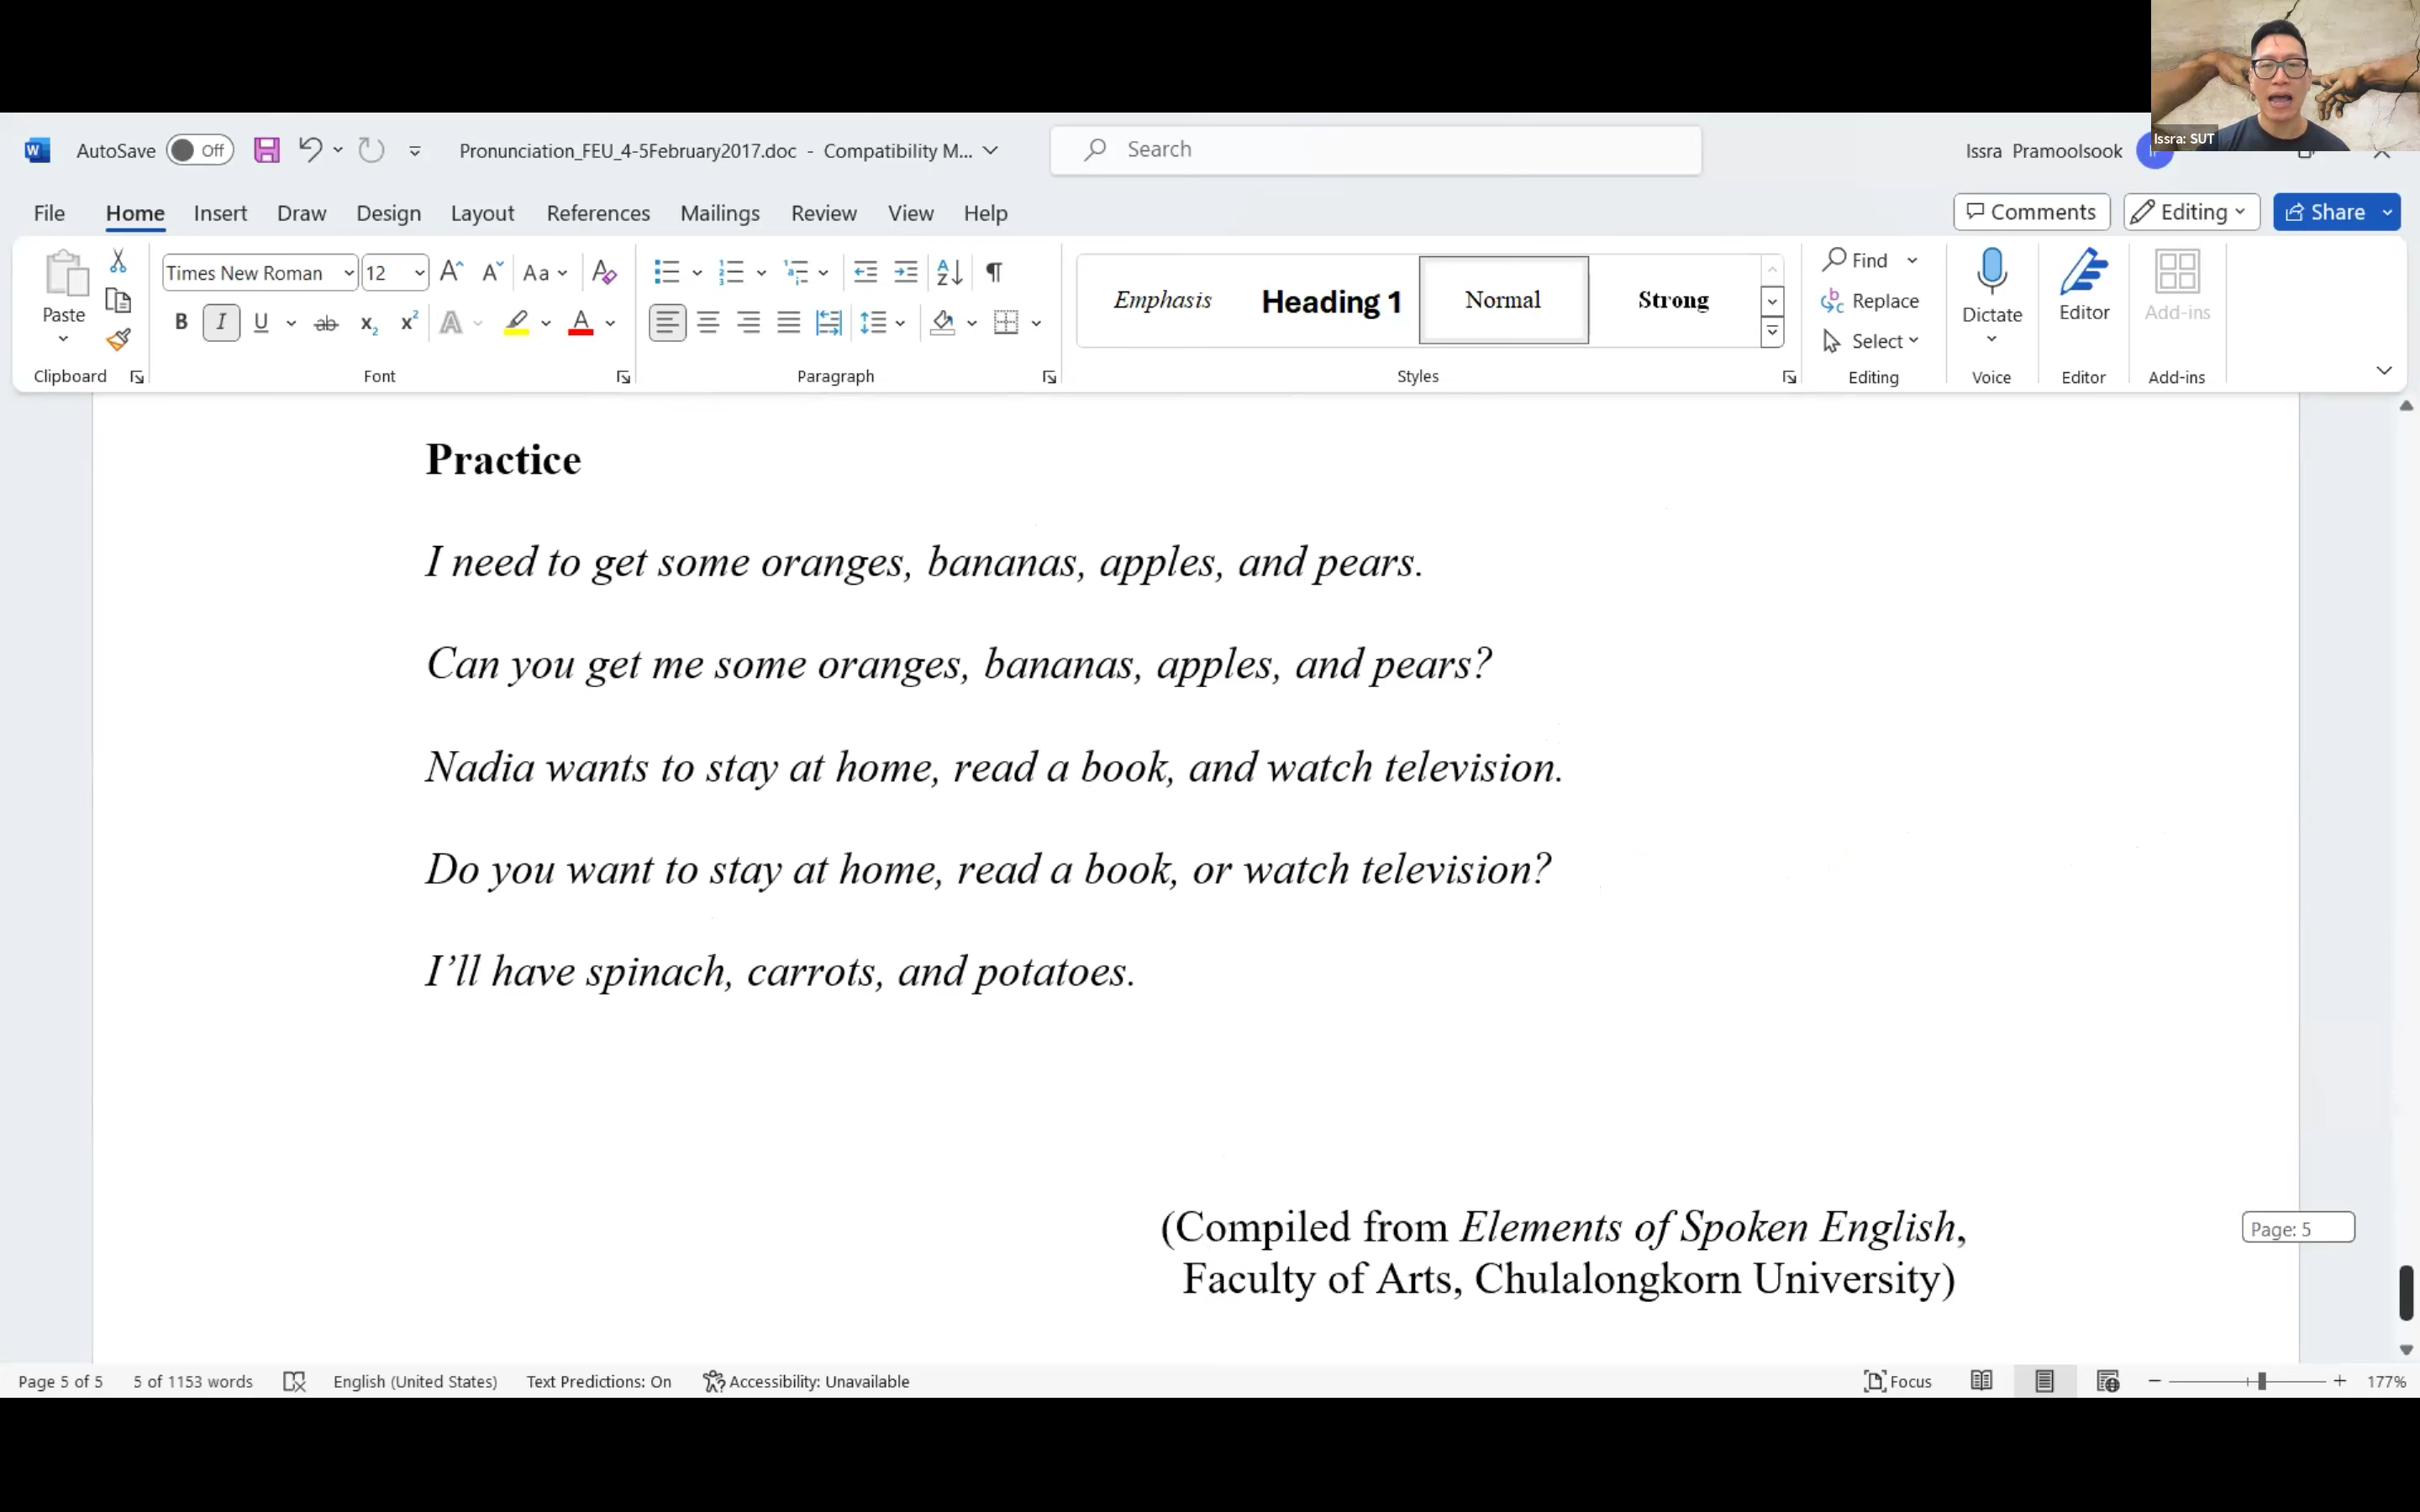 Issra: SUT
AutoSave Off Pronunciation_FEU_4-5February2017.doc - Compatibility M... Search Issra Pramoolsook
File Home Insert Draw Design Layout References Mailings Review View Help Comments Editing Share
Paste Times New Roman 12 Aa Emphasis Heading 1 Normal Strong Find Replace Select Dictate Editor Add-ins
Clipboard Font Paragraph Styles Editing Voice Editor Add-ins
Practice
I need to get some oranges, bananas, apples, and pears.
Can you get me some oranges, bananas, apples, and pears?
Nadia wants to stay at home, read a book, and watch television.
Do you want to stay at home, read a book, or watch television?
I’ll have spinach, carrots, and potatoes.
(Compiled from Elements of Spoken English,
Faculty of Arts, Chulalongkorn University)
Page: 5
Page 5 of 5 5 of 1153 words English (United States) Text Predictions: On Accessibility: Unavailable Focus 177%